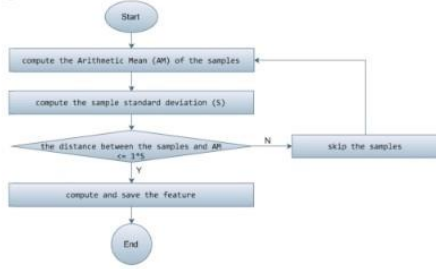 Start
compute the Arithmetic Mean (AM) of the samples
compute the sample standard deviation (S)
the distance between the samples and AM
<= 1*S
N
skip the samples
Y
compute and save the feature
End